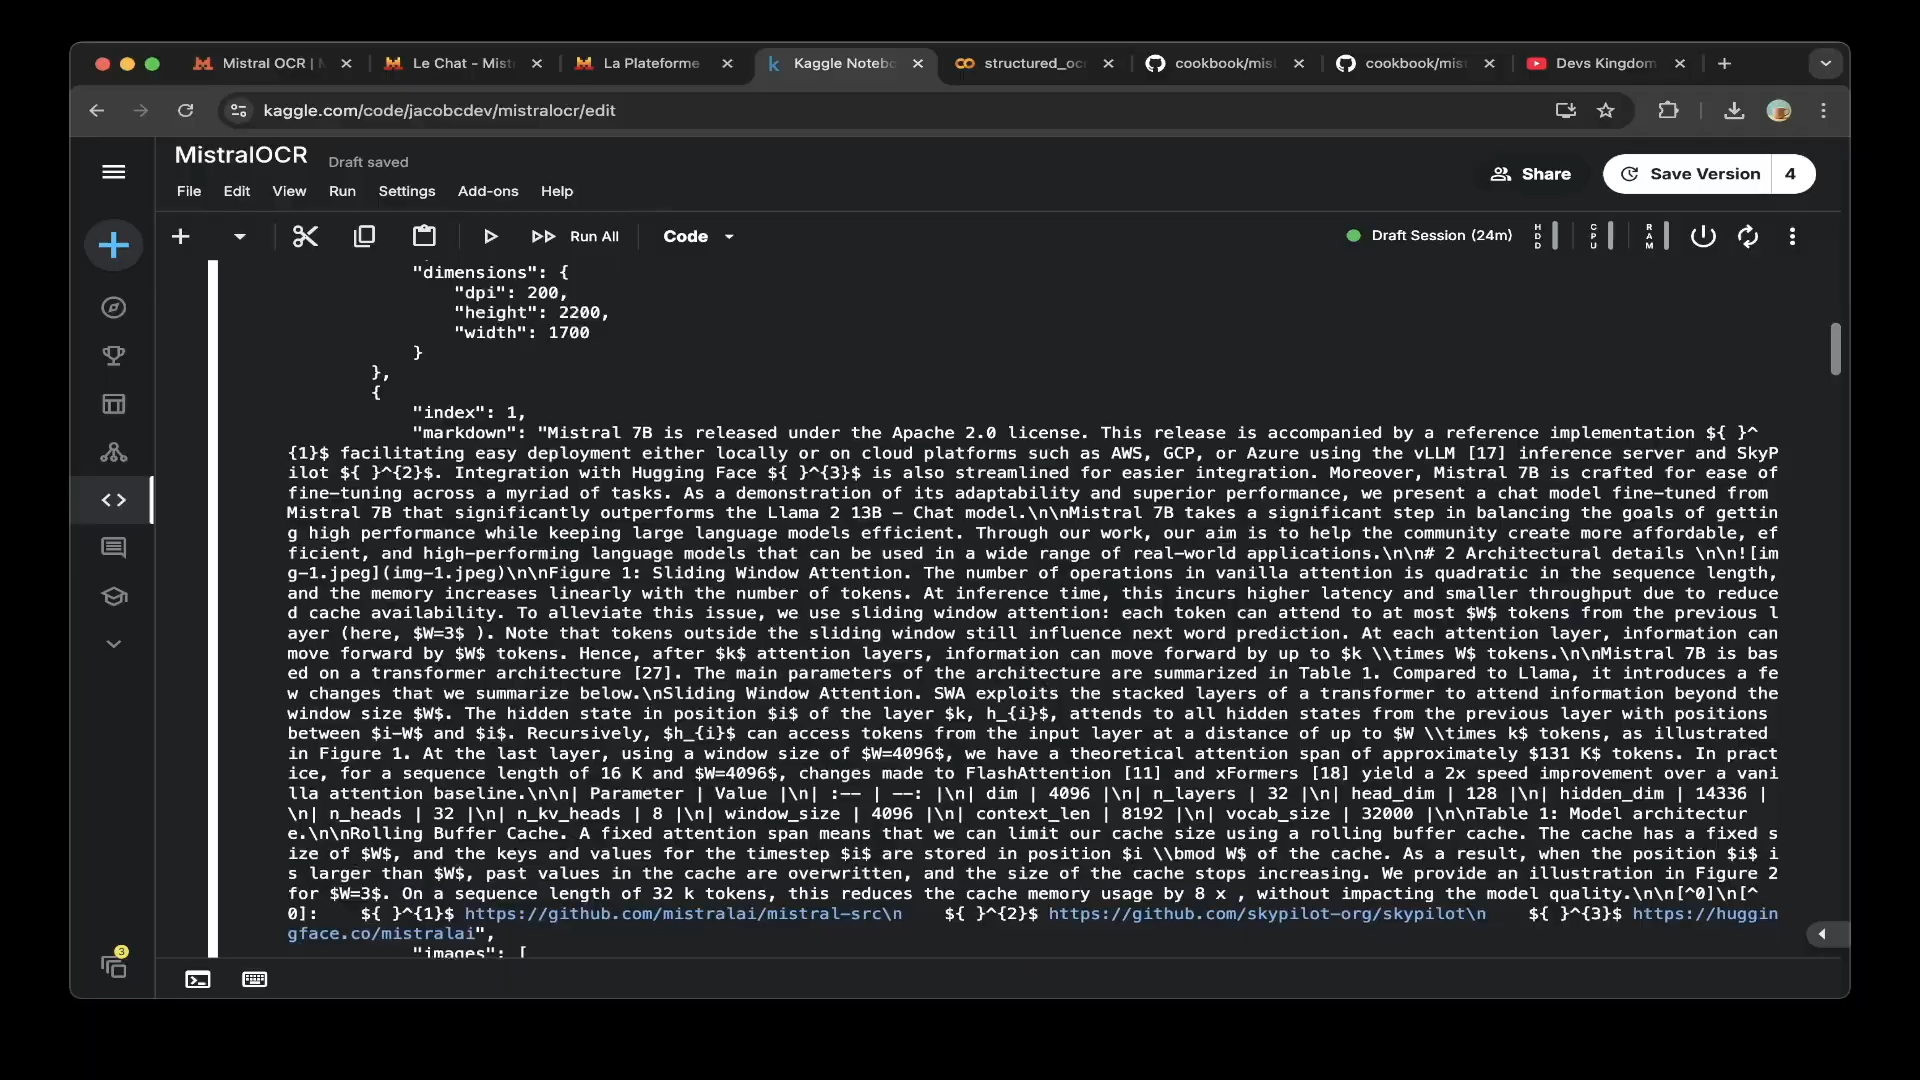 Mistral OCR |
Le Chat - Mist
La Plateforme
Kaggle Notebo
structured_oc
cookbook/mis
cookbook/mist
Devs Kingdom
kaggle.com/code/jacobcdev/mistralocr/edit
MistralOCR
Draft saved
File Edit View Run Settings Add-ons Help
Share
Save Version 4
Run All
Code
Draft Session (24m)
HDD
CPU
RAM
"dimensions": {
"dpi": 200,
"height": 2200,
"width": 1700
}
},
{
"index": 1,
"markdown": "Mistral 7B is released under the Apache 2.0 license. This release is accompanied by a reference implementation ${ }^
{1}$ facilitating easy deployment either locally or on cloud platforms such as AWS, GCP, or Azure using the vLLM [17] inference server and SkyP
ilot ${ }^{2}$. Integration with Hugging Face ${ }^{3}$ is also streamlined for easier integration. Moreover, Mistral 7B is crafted for ease of
fine-tuning across a myriad of tasks. As a demonstration of its adaptability and superior performance, we present a chat model fine-tuned from
Mistral 7B that significantly outperforms the Llama 2 13B – Chat model.\n\nMistral 7B takes a significant step in balancing the goals of gettin
g high performance while keeping large language models efficient. Through our work, our aim is to help the community create more affordable, ef
ficient, and high-performing language models that can be used in a wide range of real-world applications.\n\n# 2 Architectural details \n\n![im
g-1.jpeg](img-1.jpeg)\n\nFigure 1: Sliding Window Attention. The number of operations in vanilla attention is quadratic in the sequence length,
and the memory increases linearly with the number of tokens. At inference time, this incurs higher latency and smaller throughput due to reduce
d cache availability. To alleviate this issue, we use sliding window attention: each token can attend to at most $W$ tokens from the previous l
ayer (here, $W=3$ ). Note that tokens outside the sliding window still influence next word prediction. At each attention layer, information can
move forward by $W$ tokens. Hence, after $k$ attention layers, information can move forward by up to $k \\times W$ tokens.\n\nMistral 7B is bas
ed on a transformer architecture [27]. The main parameters of the architecture are summarized in Table 1. Compared to Llama, it introduces a fe
w changes that we summarize below.\nSliding Window Attention. SWA exploits the stacked layers of a transformer to attend information beyond the
window size $W$. The hidden state in position $i$ of the layer $k, h_{i}$, attends to all hidden states from the previous layer with positions
between $i-W$ and $i$. Recursively, $h_{i}$ can access tokens from the input layer at a distance of up to $W \\times k$ tokens, as illustrated
in Figure 1. At the last layer, using a window size of $W=4096$, we have a theoretical attention span of approximately $131 K$ tokens. In pract
ice, for a sequence length of 16 K and $W=4096$, changes made to FlashAttention [11] and xFormers [18] yield a 2x speed improvement over a vani
lla attention baseline.\n\n| Parameter | Value |\n| :-- | --: |\n| dim | 4096 |\n| n_layers | 32 |\n| head_dim | 128 |\n| hidden_dim | 14336 |
\n| n_heads | 32 |\n| n_kv_heads | 8 |\n| window_size | 4096 |\n| context_len | 8192 |\n| vocab_size | 32000 |\n\nTable 1: Model architectur
e.\n\nRolling Buffer Cache. A fixed attention span means that we can limit our cache size using a rolling buffer cache. The cache has a fixed s
ize of $W$, and the keys and values for the timestep $i$ are stored in position $i \\bmod W$ of the cache. As a result, when the position $i$ i
s larger than $W$, past values in the cache are overwritten, and the size of the cache stops increasing. We provide an illustration in Figure 2
for $W=3$. On a sequence length of 32 k tokens, this reduces the cache memory usage by 8 x , without impacting the model quality.\n\n[^0]\n[^
0]: ${ }^{1}$ https://github.com/mistralai/mistral-src\n ${ }^{2}$ https://github.com/skypilot-org/skypilot\n ${ }^{3}$ https://huggin
gface.co/mistralai",
"images": [
3